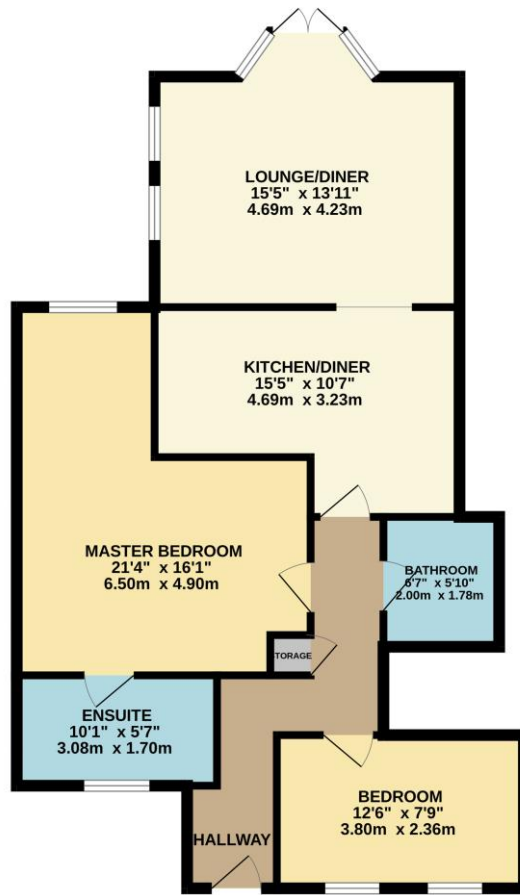 LOUNGE/DINER
15'5" x 13'11"
4.69m x 4.23m
KITCHEN/DINER
15'5" x 10'7"
4.69m x 3.23m
MASTER BEDROOM
21'4" x 16'1"
6.50m x 4.90m
BATHROOM
6'7" x 5'10"
2.00m x 1.78m
TORAGE
ENSUITE
10'1" x 5'7"
3.08m x 1.70m
BEDROOM
12'6" x 7'9"
3.80m x 2.36m
HALLWAY